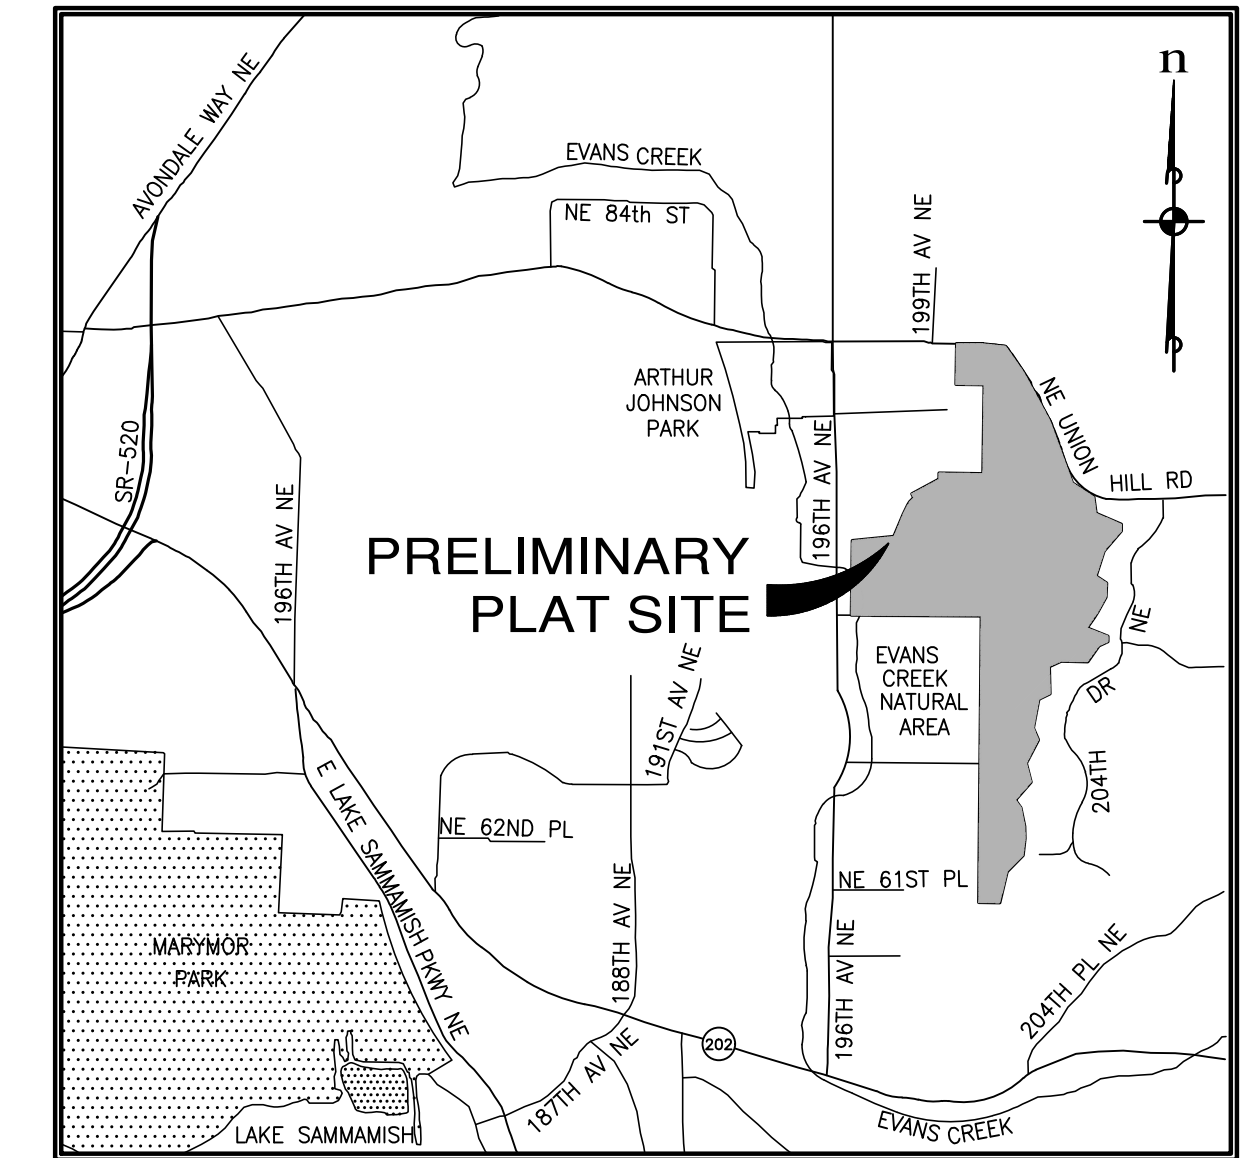 n
AVONDALE WAY NE
EVANS CREEK
NE 84th ST
199TH AV NE
ARTHUR
JOHNSON
PARK
NE UNION
HILL RD
SR-520
196TH AV NE
196TH AV NE
PRELIMINARY
PLAT SITE
NE
DR
204TH
EVANS
CREEK
NATURAL
AREA
191ST AV NE
E LAKE SAMMAMISH PKWY NE
NE 62ND PL
188TH AV NE
NE 61ST PL
MARYMOR
PARK
196TH AV NE
204TH PL NE
202
187TH AV NE
LAKE SAMMAMISH
EVANS CREEK